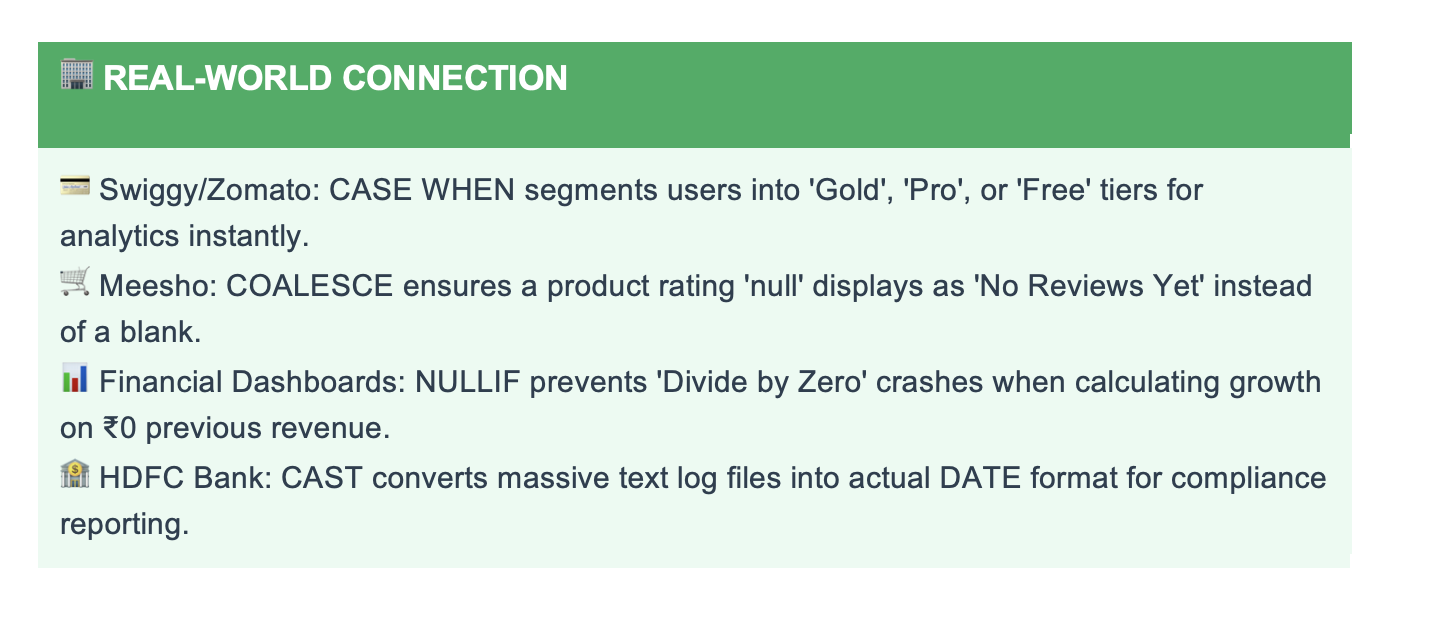 🏢 REAL-WORLD CONNECTION
💳 Swiggy/Zomato: CASE WHEN segments users into 'Gold', 'Pro', or 'Free' tiers for
analytics instantly.
🛒 Meesho: COALESCE ensures a product rating 'null' displays as 'No Reviews Yet' instead
of a blank.
📊 Financial Dashboards: NULLIF prevents 'Divide by Zero' crashes when calculating growth
on ₹0 previous revenue.
🏦 HDFC Bank: CAST converts massive text log files into actual DATE format for compliance
reporting.